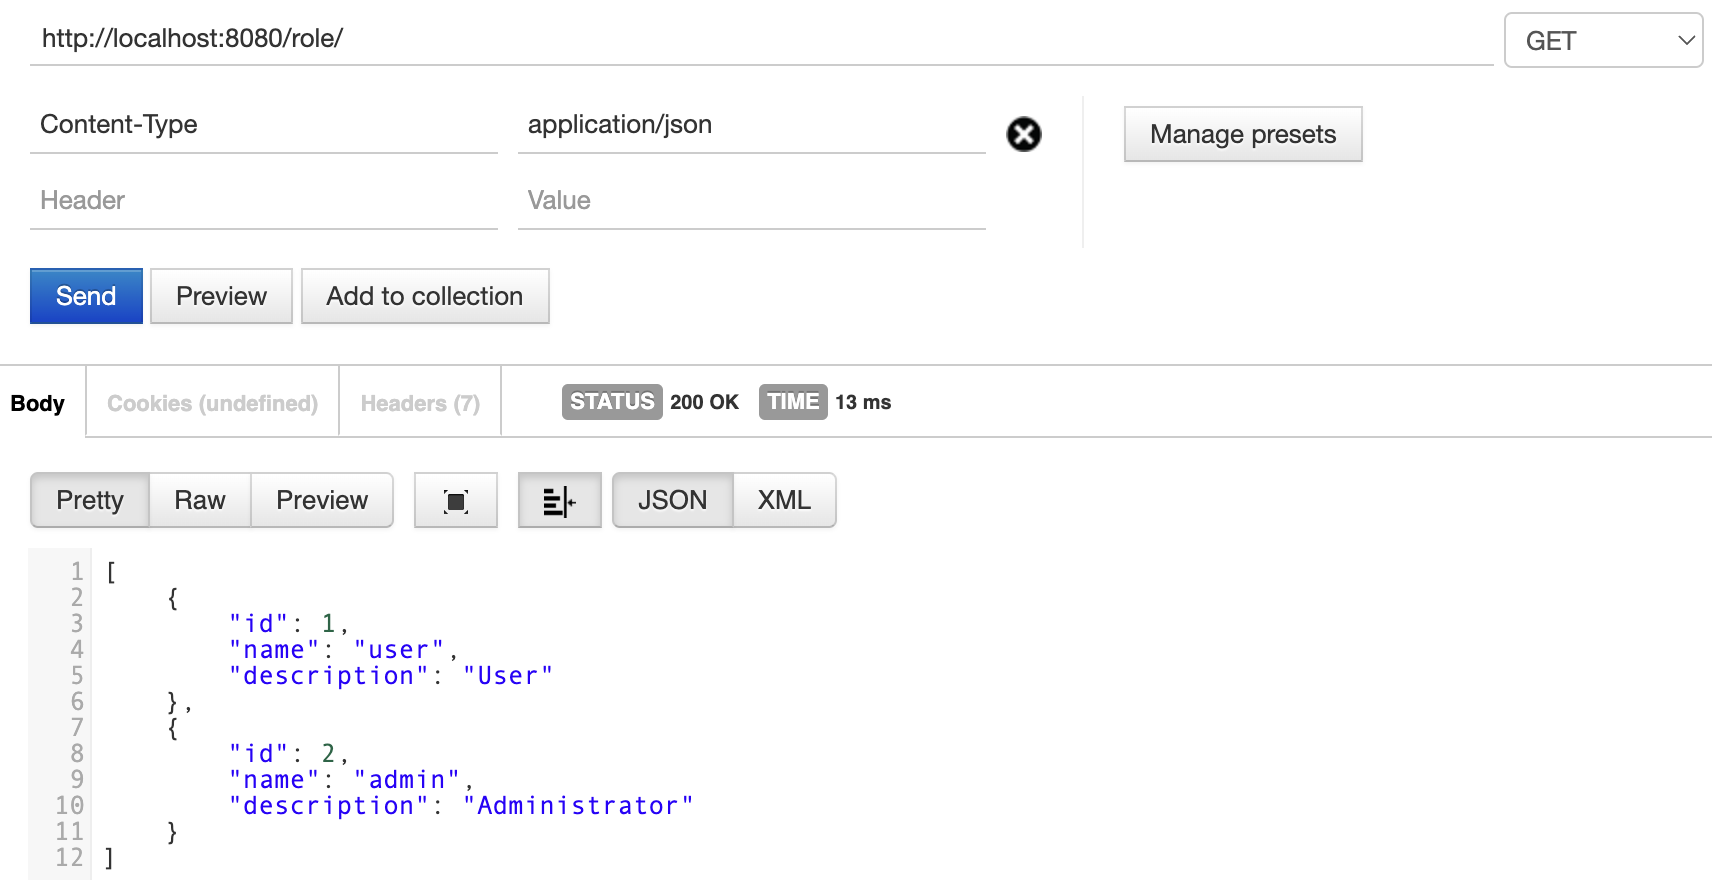 http://localhost:8080/role/ GET
Content-Type application/json Manage presets
Header Value
Send Preview Add to collection
Body Cookies (undefined) Headers (7) STATUS 200 OK TIME 13 ms
Pretty Raw Preview JSON XML
1 [
2 {
3 "id": 1,
4 "name": "user",
5 "description": "User"
6 },
7 {
8 "id": 2,
9 "name": "admin",
10 "description": "Administrator"
11 }
12 ]